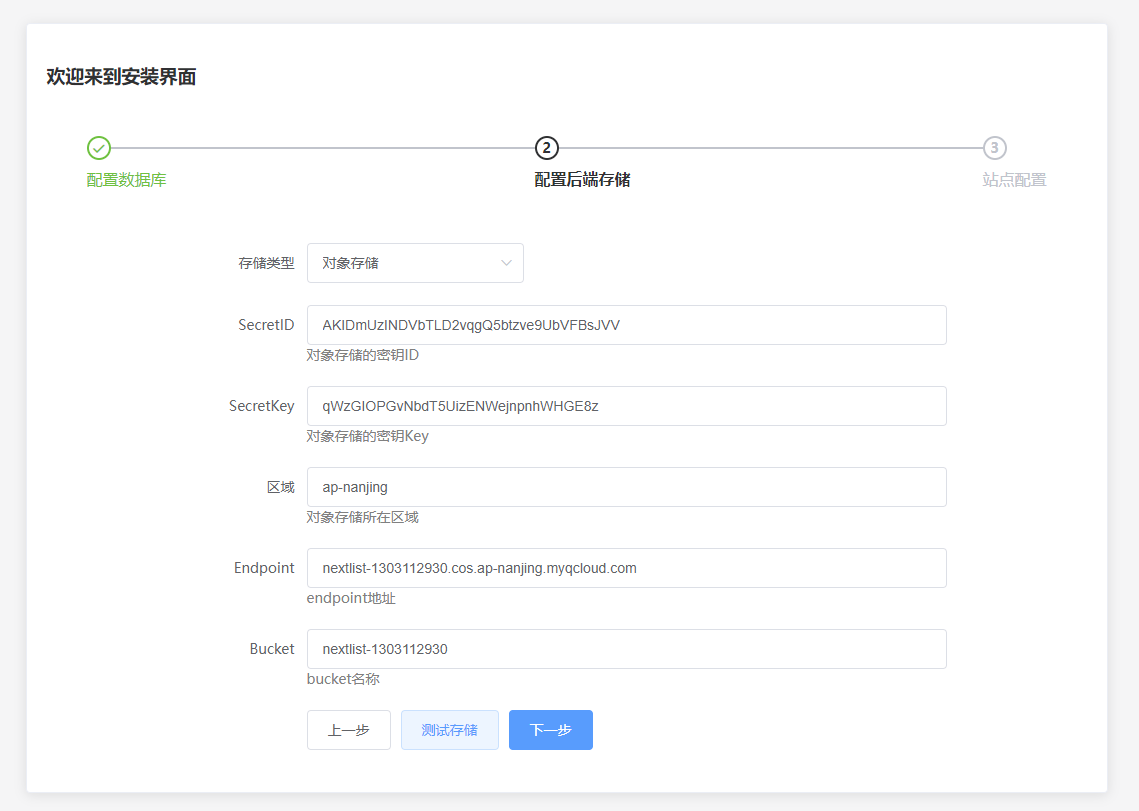 欢迎来到安装界面
2
3
配置数据库
配置后端存储
站点配置
存储类型
对象存储
SecretID
AKIDmUzINDVbTLD2vqgQ5btzve9UbVFBsJVV
对象存储的密钥ID
SecretKey
qWzGIOPGvNbdT5UizENWejnpnhWHGE8z
对象存储的密钥Key
区域
ap-nanjing
对象存储所在区域
Endpoint
nextlist-1303112930.cos.ap-nanjing.myqcloud.com
endpoint地址
Bucket
nextlist-1303112930
bucket名称
上一步
测试存储
下一步